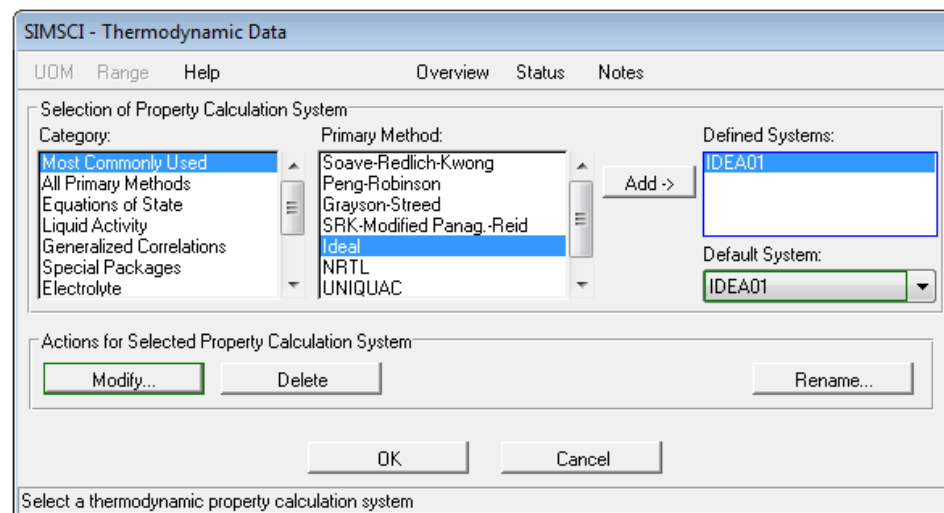 SIMSCI - Thermodynamic Data
UOM Range Help Overview Status Notes
Selection of Property Calculation System
Category:
Most Commonly Used
All Primary Methods
Equations of State
Liquid Activity
Generalized Correlations
Special Packages
Electrolyte
Primary Method:
Soave-Redlich-Kwong
Peng-Robinson
Grayson-Streed
SRK-Modified Panag.-Reid
Ideal
NRTL
UNIQUAC
Add ->
Defined Systems:
IDEA01
Default System:
IDEA01
Actions for Selected Property Calculation System
Modify... Delete Rename...
OK Cancel
Select a thermodynamic property calculation system